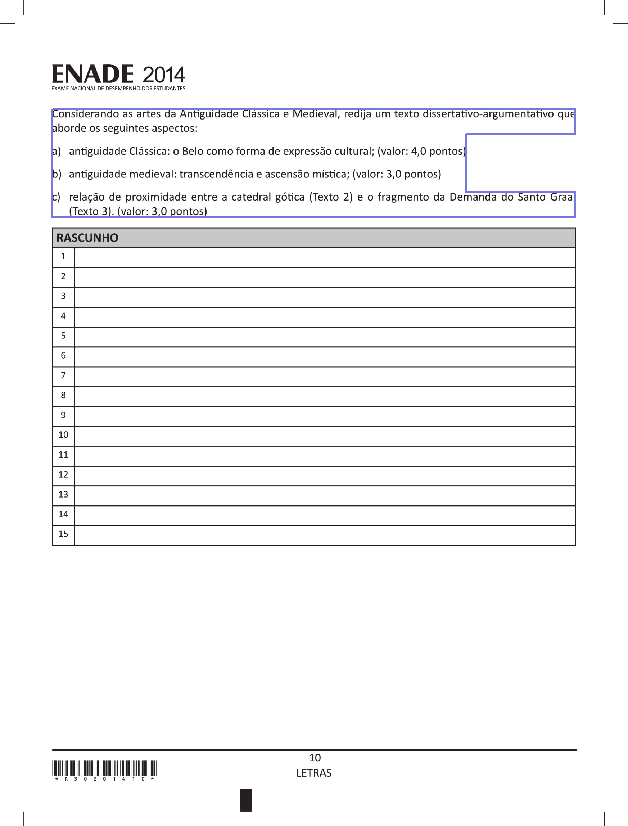 ENADE 2014
EXAME NACIONAL DE DESEMPENHO DOS ESTUDANTES
Considerando as artes da Antiguidade Clássica e Medieval, redija um texto dissertativo-argumentativo que
aborde os seguintes aspectos:
a) antiguidade Clássica: o Belo como forma de expressão cultural; (valor: 4,0 pontos)
b) antiguidade medieval: transcendência e ascensão mística; (valor: 3,0 pontos)
c) relação de proximidade entre a catedral gótica (Texto 2) e o fragmento da Demanda do Santo Graal
(Texto 3). (valor: 3,0 pontos)
RASCUNHO
1
2
3
4
5
6
7
8
9
10
11
12
13
14
15
10
LETRAS
*R3020141 0*